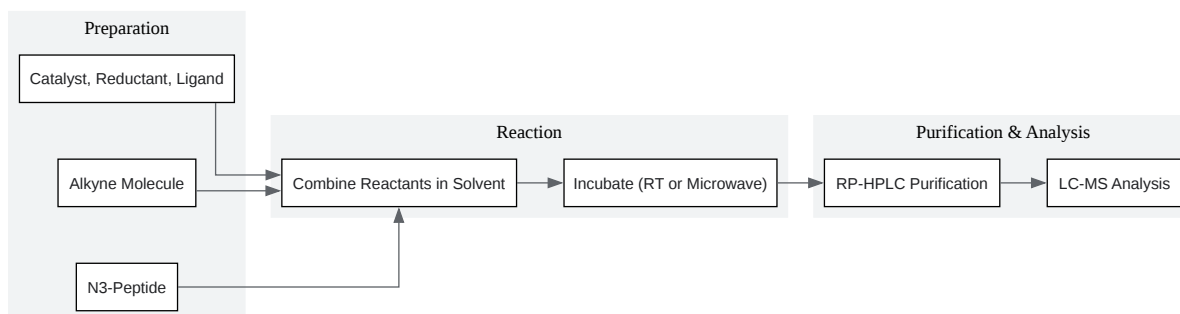 Preparation
Catalyst, Reductant, Ligand
Alkyne Molecule
N3-Peptide
Reaction
Combine Reactants in Solvent
Incubate (RT or Microwave)
Purification & Analysis
RP-HPLC Purification
LC-MS Analysis